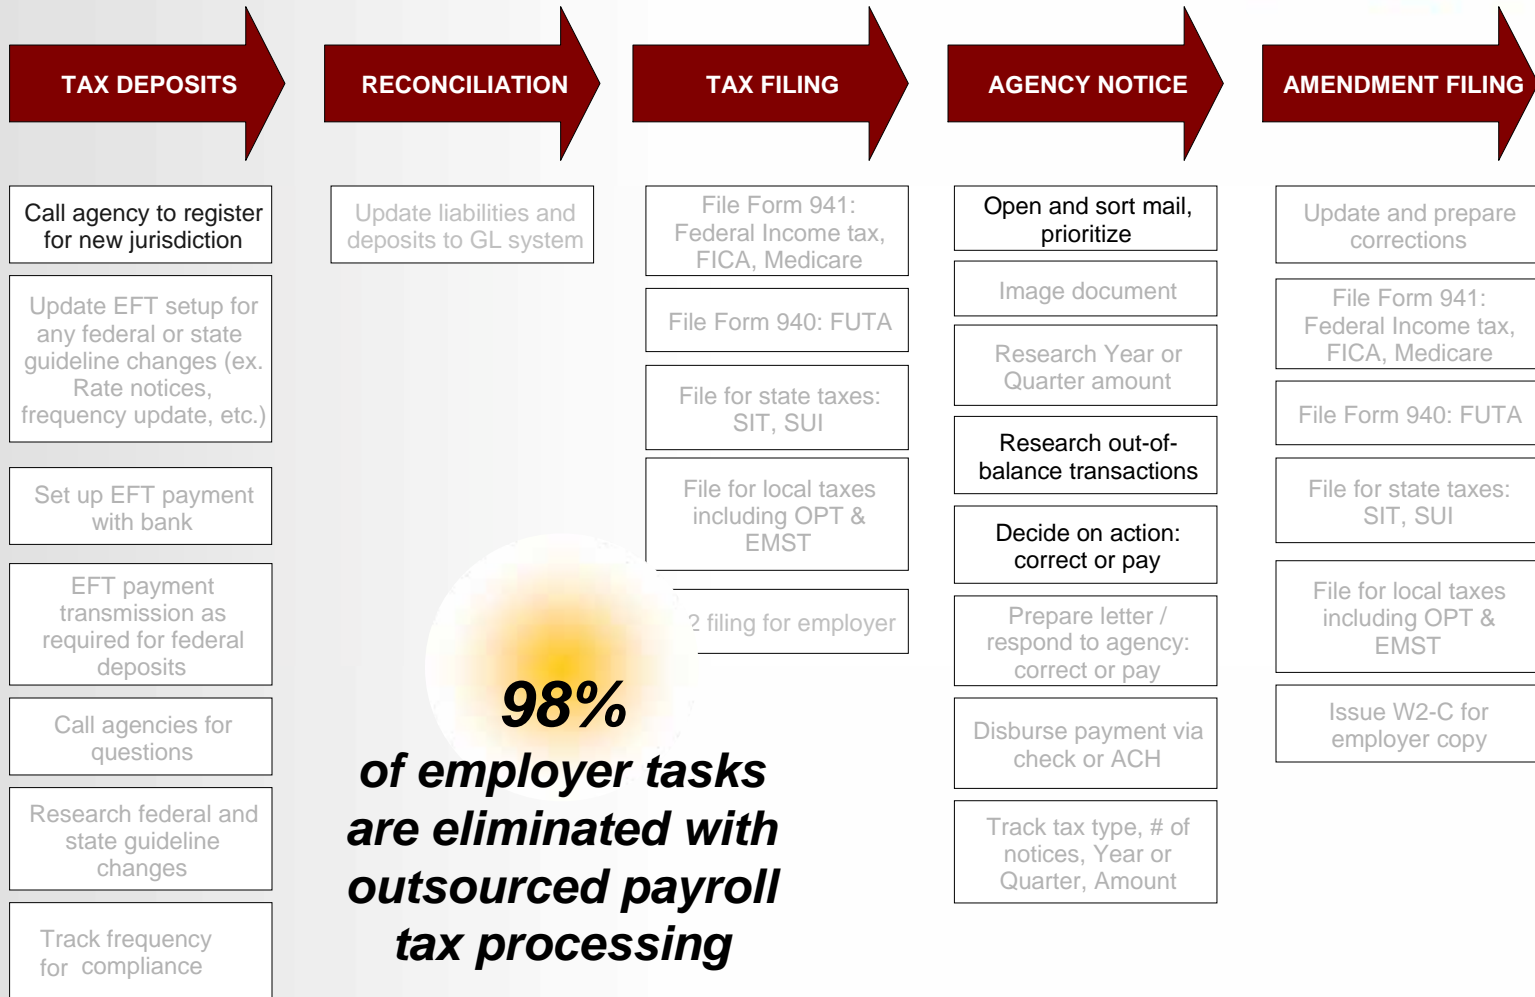 TAX DEPOSITS
RECONCILIATION
TAX FILING
AGENCY NOTICE
AMENDMENT FILING
Call agency to register
for new jurisdiction
Update EFT setup for
any federal or state
guideline changes (ex.
Rate notices,
frequency update, etc.)
Set up EFT payment
with bank
EFT payment
transmission as
required for federal
deposits
Call agencies for
questions
Research federal and
state guideline
changes
Track frequency
for compliance
Update liabilities and
deposits to GL system
98%
of employer tasks
are eliminated with
outsourced payroll
tax processing
File Form 941:
Federal Income tax,
FICA, Medicare
File Form 940: FUTA
File for state taxes:
SIT, SUI
File for local taxes
including OPT &
EMST
2 filing for employer
Open and sort mail,
prioritize
Image document
Research Year or
Quarter amount
Research out-of-
balance transactions
Decide on action:
correct or pay
Prepare letter /
respond to agency:
correct or pay
Disburse payment via
check or ACH
Track tax type, # of
notices, Year or
Quarter, Amount
Update and prepare
corrections
File Form 941:
Federal Income tax,
FICA, Medicare
File Form 940: FUTA
File for state taxes:
SIT, SUI
File for local taxes
including OPT &
EMST
Issue W2-C for
employer copy